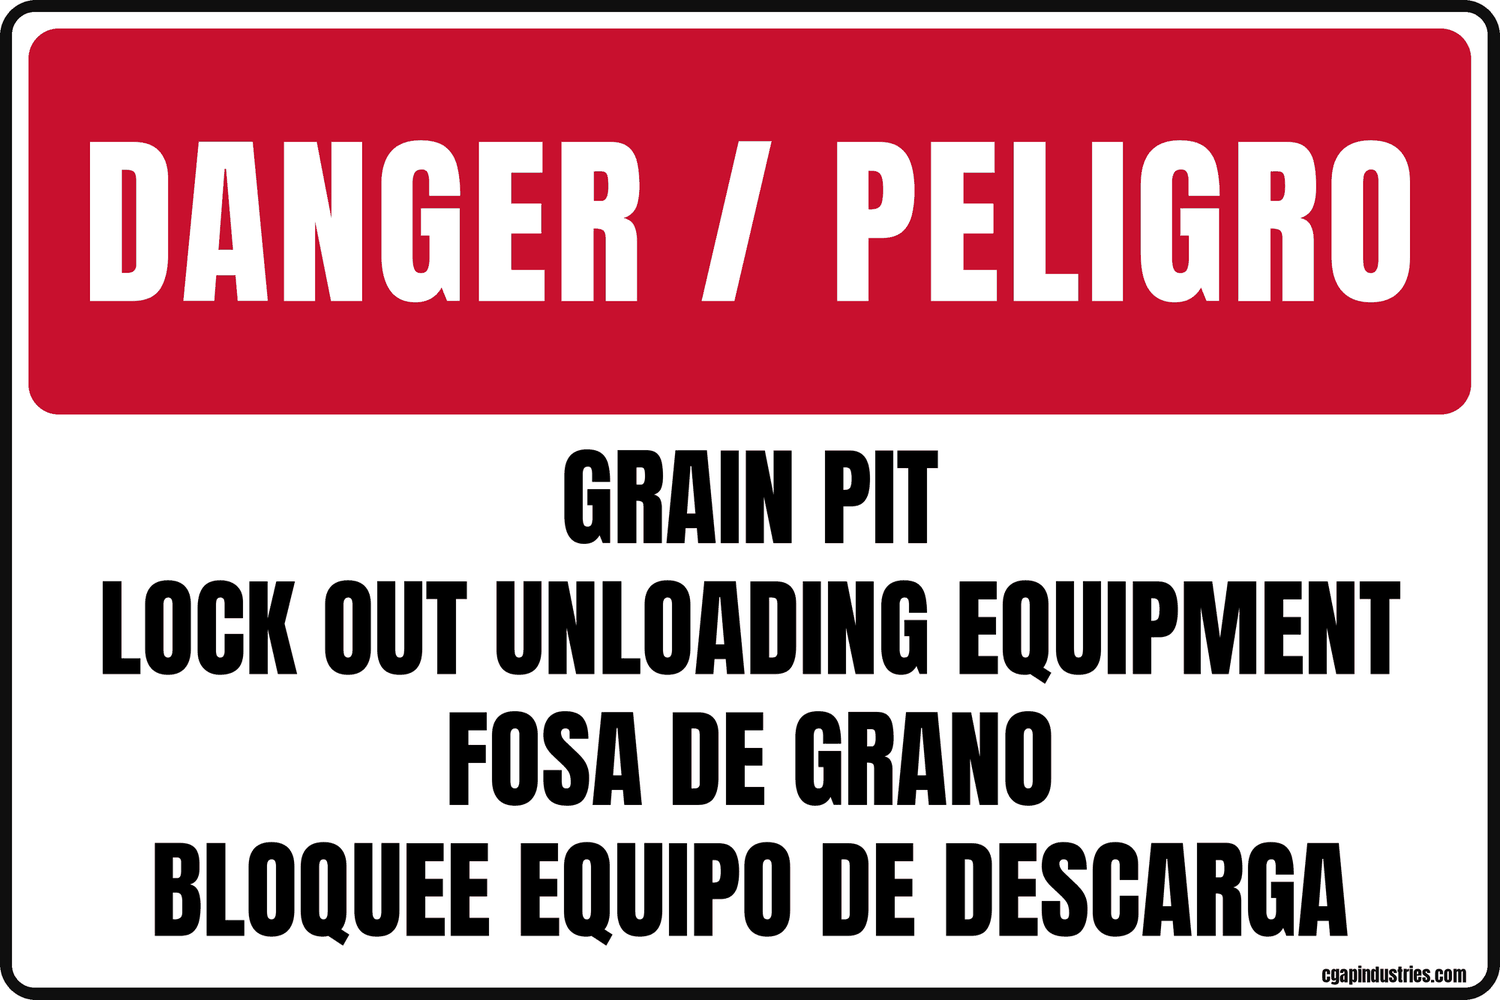 DANGER / PELIGRO
GRAIN PIT
LOCK OUT UNLOADING EQUIPMENT
FOSA DE GRANO
BLOQUEE EQUIPO DE DESCARGA
cgapindustries.com